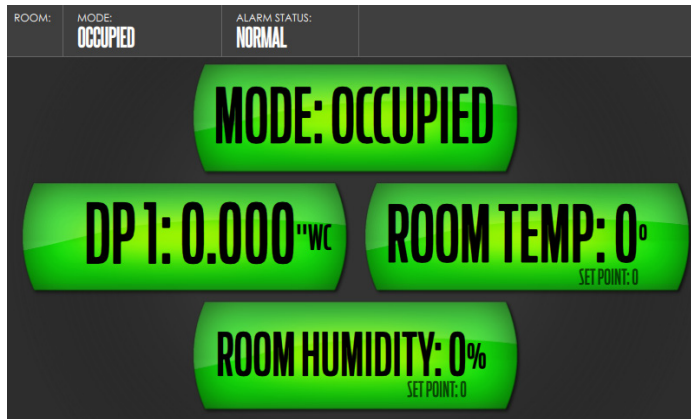 ROOM: MODE: ALARM STATUS:
OCCUPIED NORMAL
MODE: OCCUPIED
DP 1: 0.000"WC
ROOM TEMP: 0°
SET POINT: 0
ROOM HUMIDITY: 0%
SET POINT: 0